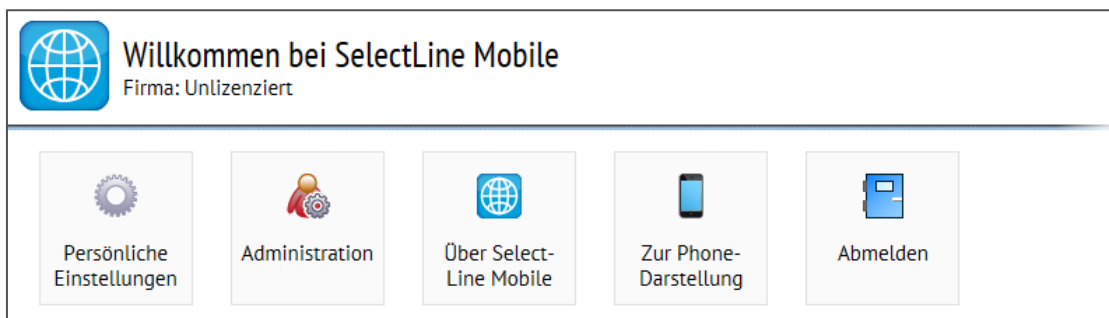 Willkommen bei SelectLine Mobile
Firma: Unlizenziert
Persönliche
Einstellungen
Administration
Über Select-
Line Mobile
Zur Phone-
Darstellung
Abmelden